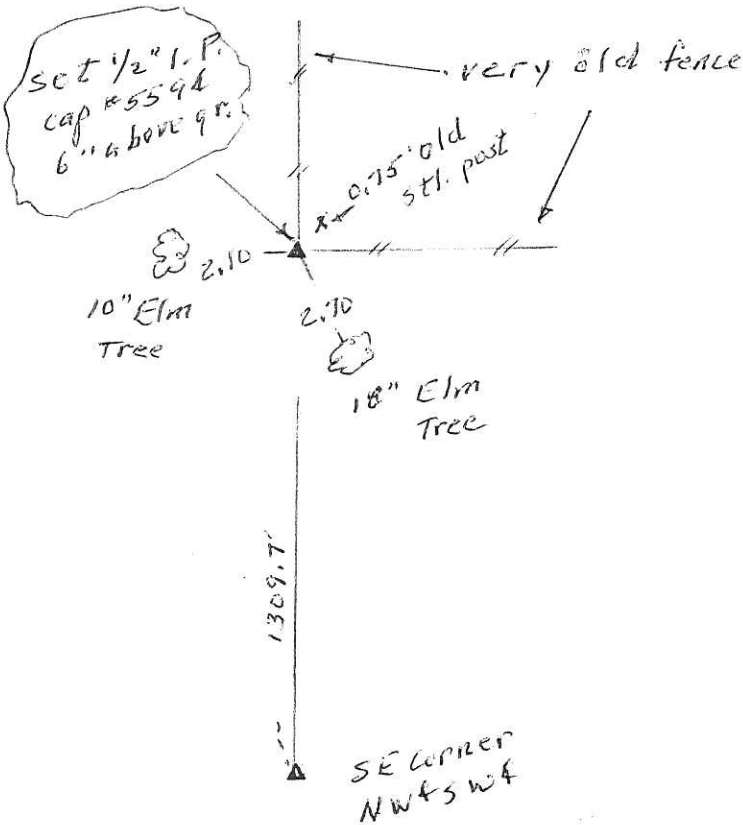 set 1/2" I.P.
cap #5594
6" above gr.
very old fence
0.75' old
stl. post
2.10
10" Elm
Tree
2.70
18" Elm
Tree
1309.7'
SE Corner
NW4 SW4